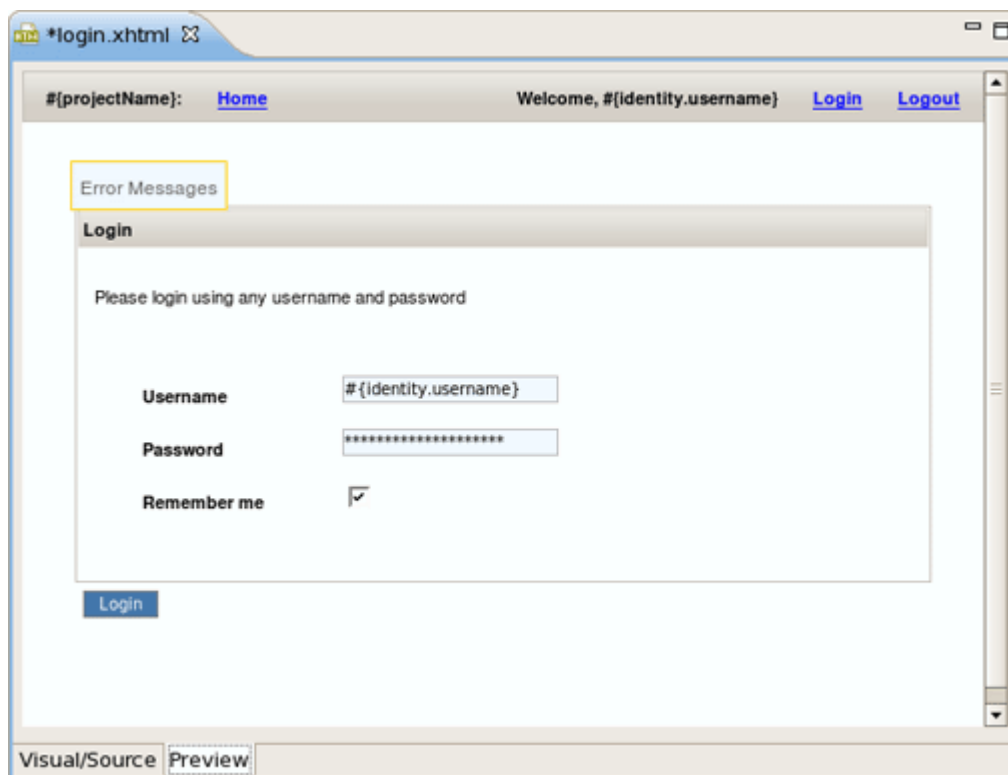 *login.xhtml
#{projectName}: Home Welcome, #{identity.username} Login Logout
Error Messages
Login
Please login using any username and password
Username #{identity.username}
Password ********************
Remember me
Login
Visual/Source Preview